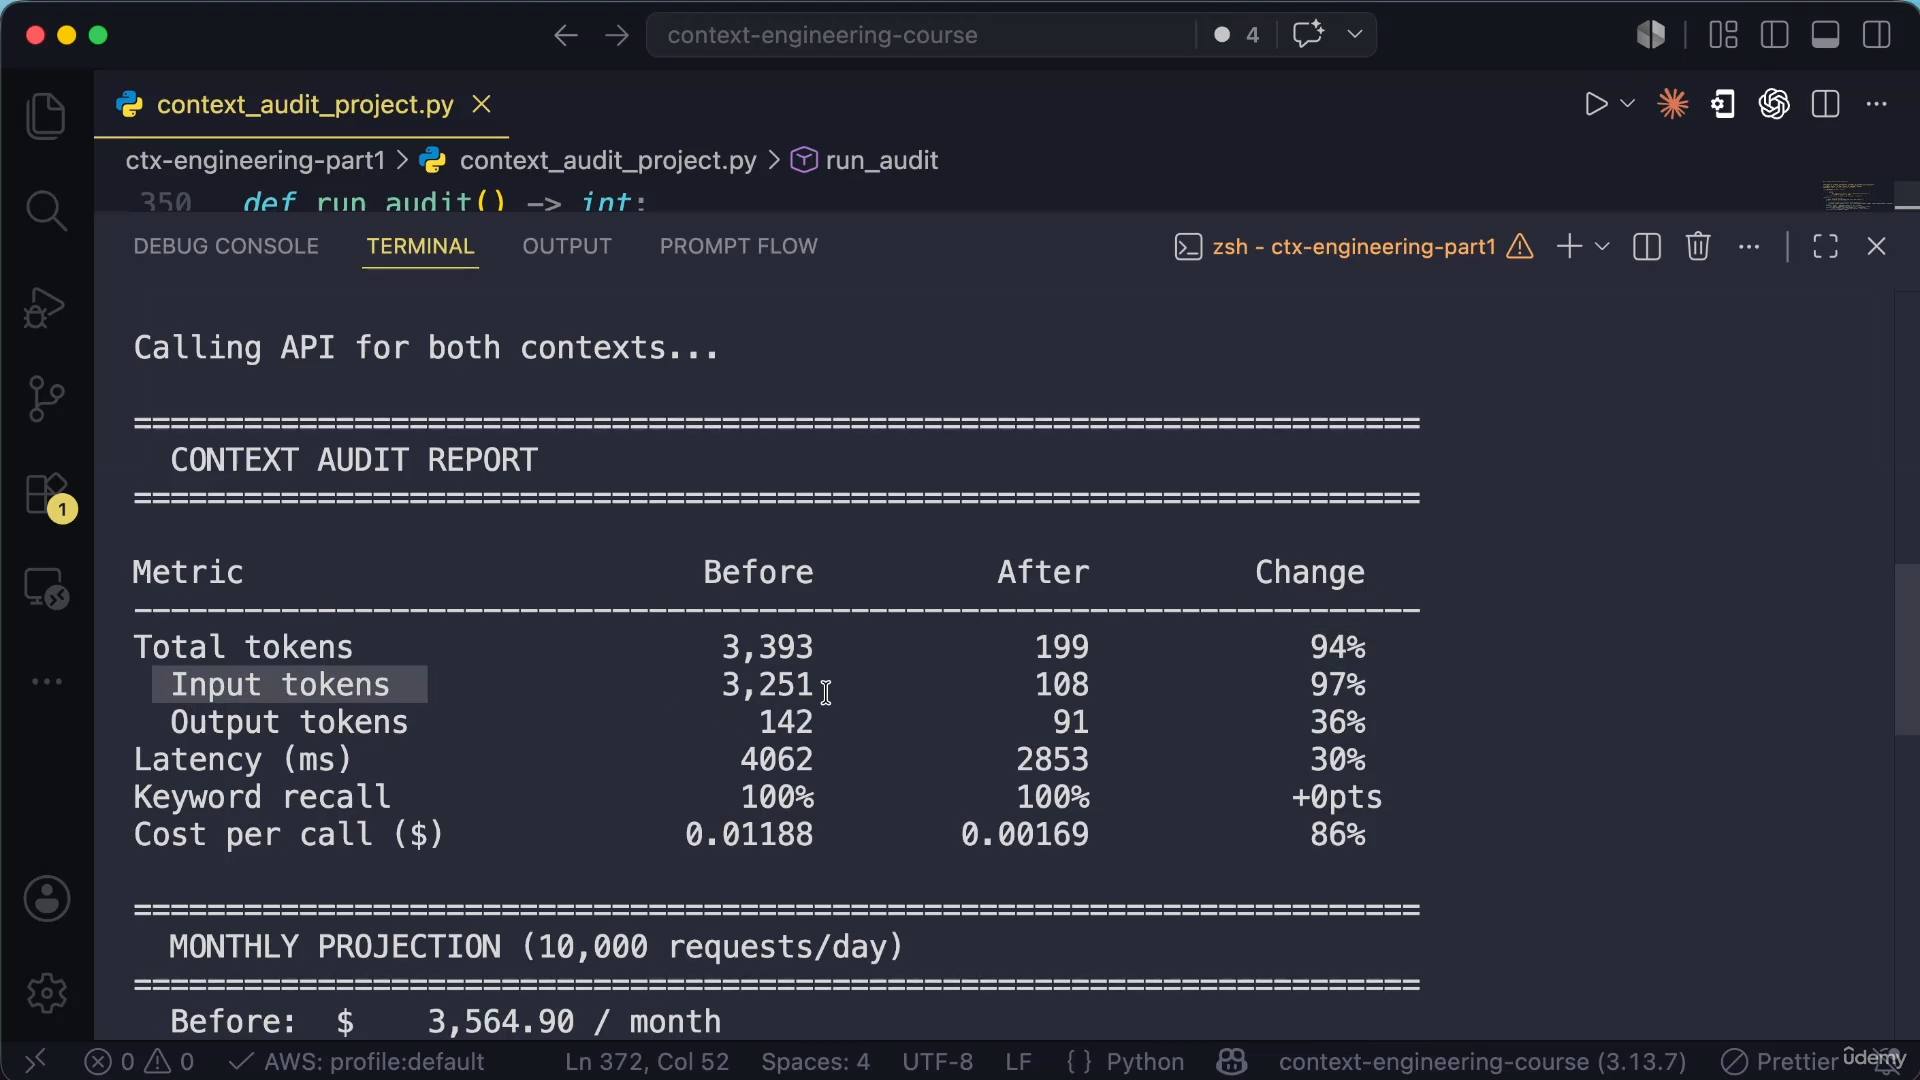 context-engineering-course
4
context_audit_project.py
ctx-engineering-part1 > context_audit_project.py > run_audit
350 def run_audit() -> int:
DEBUG CONSOLE TERMINAL OUTPUT PROMPT FLOW
zsh - ctx-engineering-part1
Calling API for both contexts...
======================================================================
CONTEXT AUDIT REPORT
======================================================================
Metric Before After Change
----------------------------------------------------------------------
Total tokens 3,393 199 94%
Input tokens 3,251 108 97%
Output tokens 142 91 36%
Latency (ms) 4062 2853 30%
Keyword recall 100% 100% +0pts
Cost per call ($) 0.01188 0.00169 86%
======================================================================
MONTHLY PROJECTION (10,000 requests/day)
======================================================================
Before: $ 3,564.90 / month
1
0 0 AWS: profile:default Ln 372, Col 52 Spaces: 4 UTF-8 LF {} Python context-engineering-course (3.13.7) Prettier
ûdemy